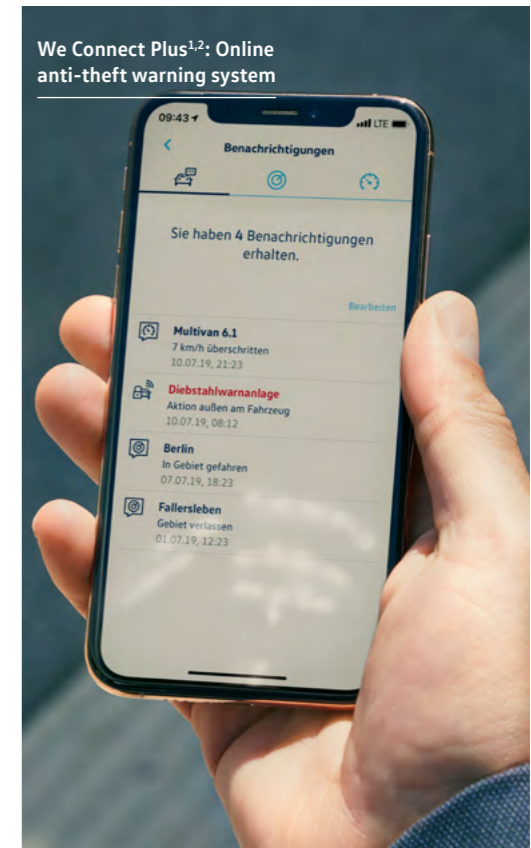 We Connect Plus1,2: Online
anti-theft warning system
09:43
LTE
Benachrichtigungen
Sie haben 4 Benachrichtigungen
erhalten.
Bearbeiten
Multivan 6.1
7 km/h überschritten
10.07.19, 21:23
Diebstahlwarnanlage
Aktion außen am Fahrzeug
10.07.19, 08:12
Berlin
In Gebiet gefahren
07.07.19, 18:23
Fallersleben
Gebiet verlassen
01.07.19, 12:23